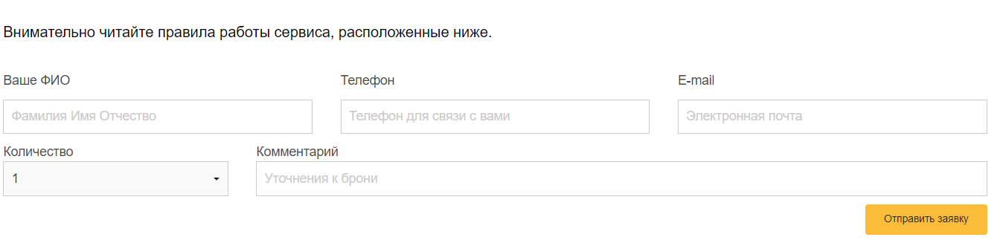 Внимательно читайте правила работы сервиса, расположенные ниже.
Ваше ФИО
Телефон
E-mail
Фамилия Имя Отчество
Телефон для связи с вами
Электронная почта
Количество
Комментарий
1
Уточнения к брони
Отправить заявку